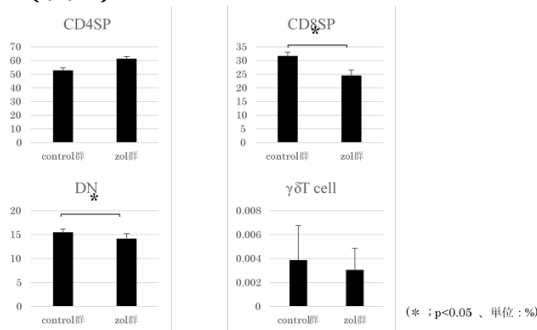 CD4SP
70
60
50
40
30
20
10
0
control群
zol群
CD8SP
*
35
30
25
20
15
10
5
0
control群
zol群
DN
*
20
15
10
5
0
control群
zol群
γδT cell
0.008
0.006
0.004
0.002
0
control群
zol群
(* ; p<0.05 、単位 : %)